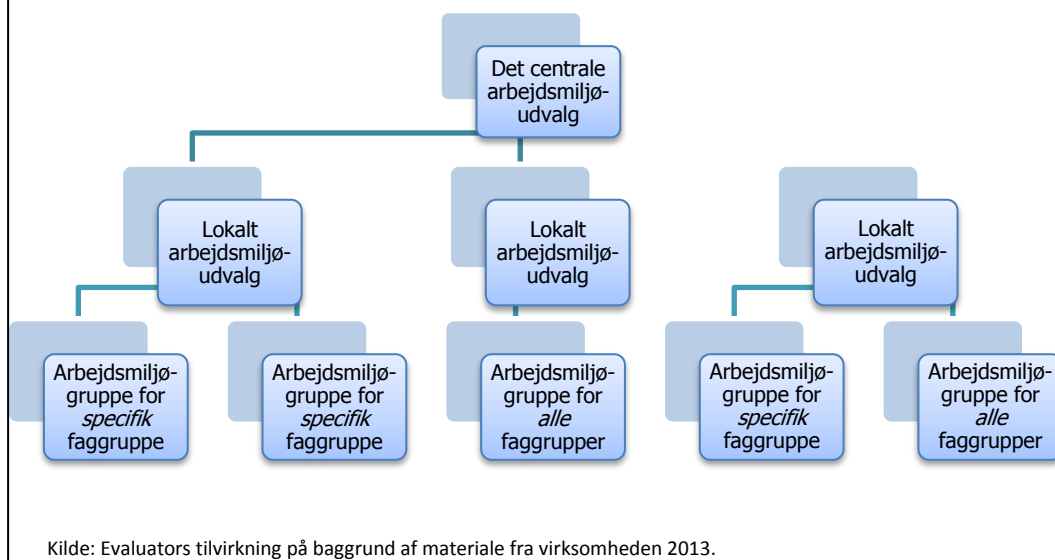 Det centrale
arbejdsmiljø-
udvalg
Lokalt
arbejdsmiljø-
udvalg
Lokalt
arbejdsmiljø-
udvalg
Lokalt
arbejdsmiljø-
udvalg
Arbejdsmiljø-
gruppe for
specifik
faggruppe
Arbejdsmiljø-
gruppe for
specifik
faggruppe
Arbejdsmiljø-
gruppe for
alle
faggrupper
Arbejdsmiljø-
gruppe for
specifik
faggruppe
Arbejdsmiljø-
gruppe for
alle
faggrupper
Kilde: Evaluators tilvirkning på baggrund af materiale fra virksomheden 2013.